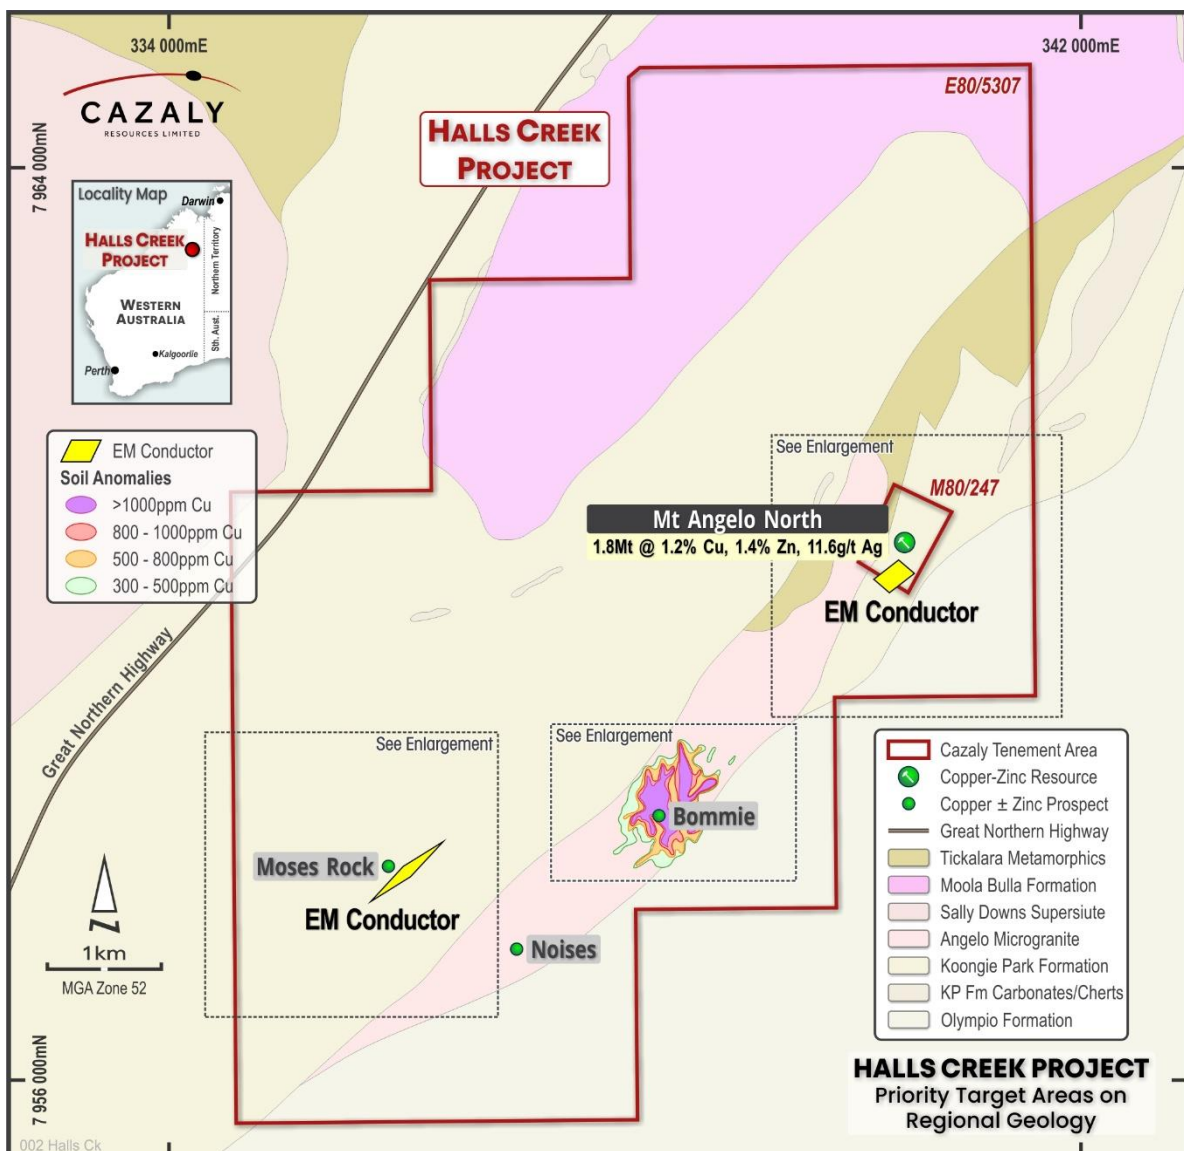 334 000mE
342 000mE
CAZALY
RESOURCES LIMITED
HALLS CREEK
PROJECT
E80/5307
7 964 000mN
Locality Map
Darwin
HALLS CREEK
PROJECT
Northern Territory
WESTERN
AUSTRALIA
Sth. Aust.
Kalgoorlie
Perth
EM Conductor
Soil Anomalies
>1000ppm Cu
800 - 1000ppm Cu
500 - 800ppm Cu
300 - 500ppm Cu
See Enlargement
M80/247
Mt Angelo North
1.8Mt @ 1.2% Cu, 1.4% Zn, 11.6g/t Ag
EM Conductor
Great Northern Highway
See Enlargement
See Enlargement
Bommie
Moses Rock
EM Conductor
Noises
N
1km
MGA Zone 52
Cazaly Tenement Area
Copper-Zinc Resource
Copper ± Zinc Prospect
Great Northern Highway
Tickalara Metamorphics
Moola Bulla Formation
Sally Downs Supersiute
Angelo Microgranite
Koongie Park Formation
KP Fm Carbonates/Cherts
Olympio Formation
7 956 000mN
HALLS CREEK PROJECT
Priority Target Areas on
Regional Geology
002 Halls Ck